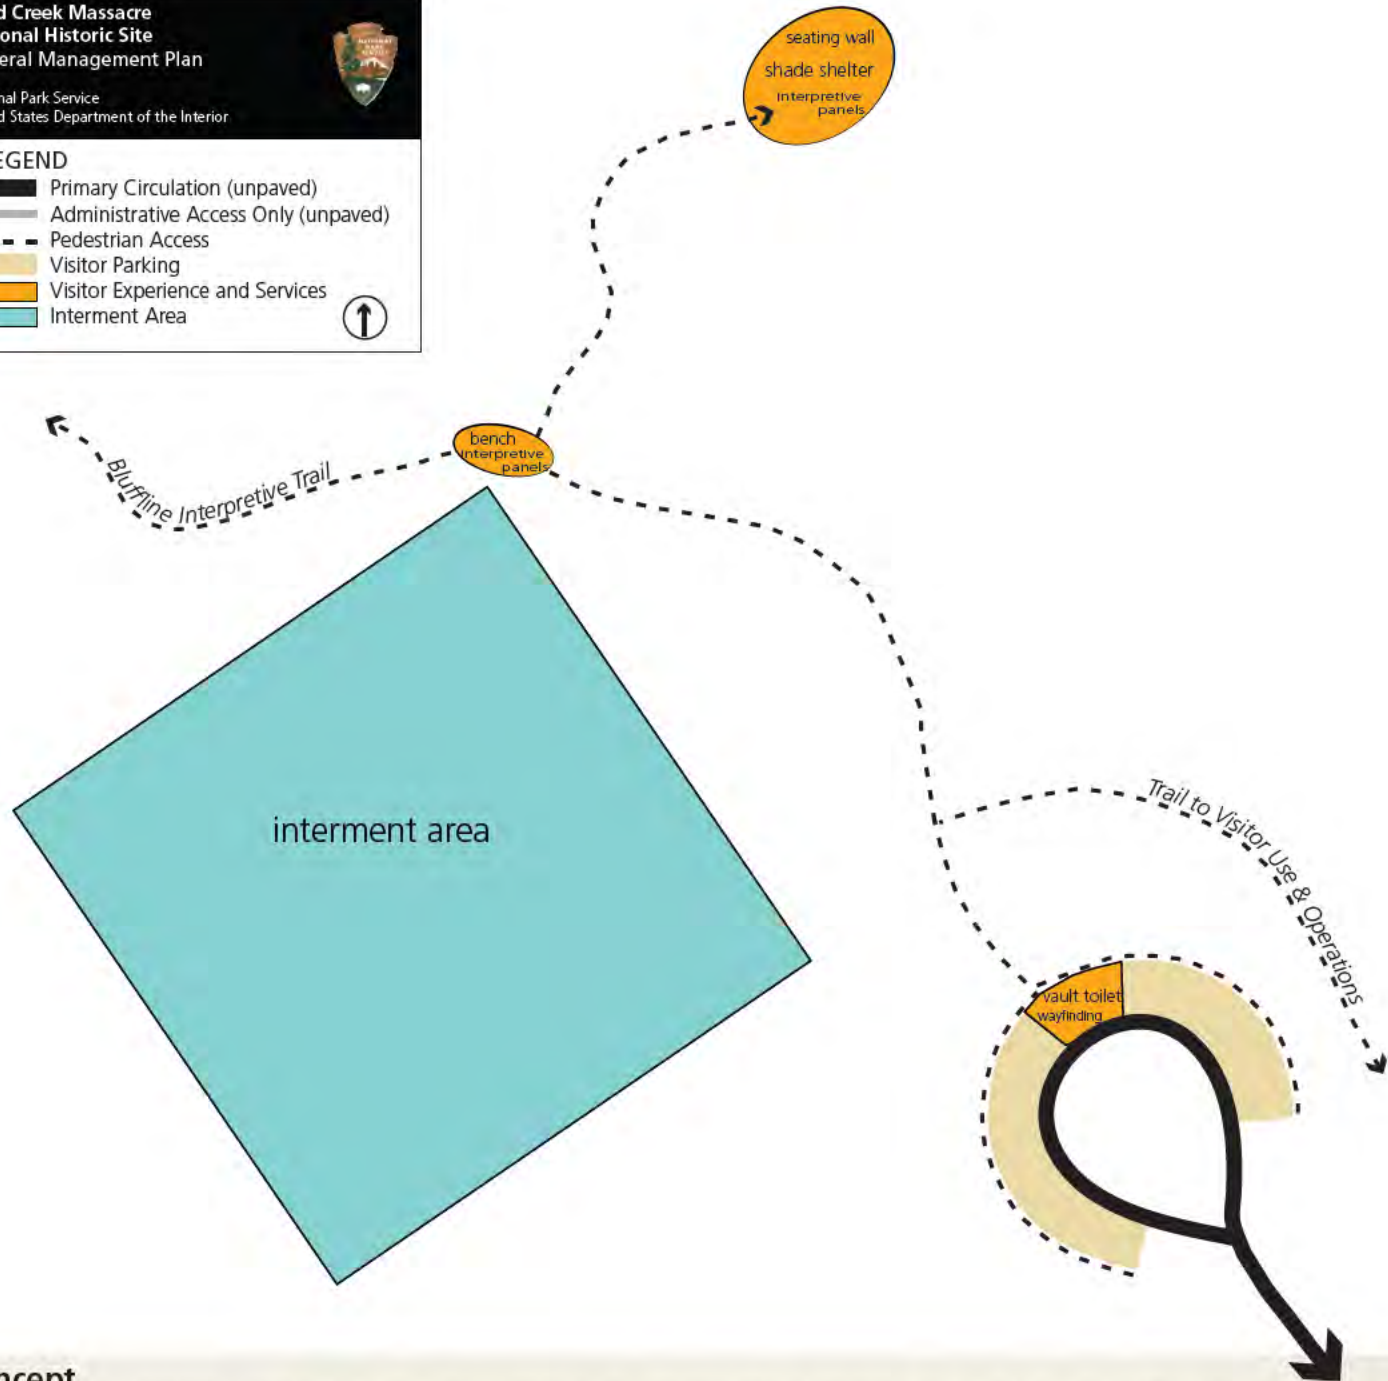 d Creek Massacre
onal Historic Site
eral Management Plan
nal Park Service
d States Department of the Interior
EGEND
Primary Circulation (unpaved)
Administrative Access Only (unpaved)
Pedestrian Access
Visitor Parking
Visitor Experience and Services
Interment Area
seating wall
shade shelter
interpretive
panels
bench
interpretive
panels
Bluffline Interpretive Trail
interment area
Trail to Visitor Use & Operations
vault toilet
wayfinding
ncept